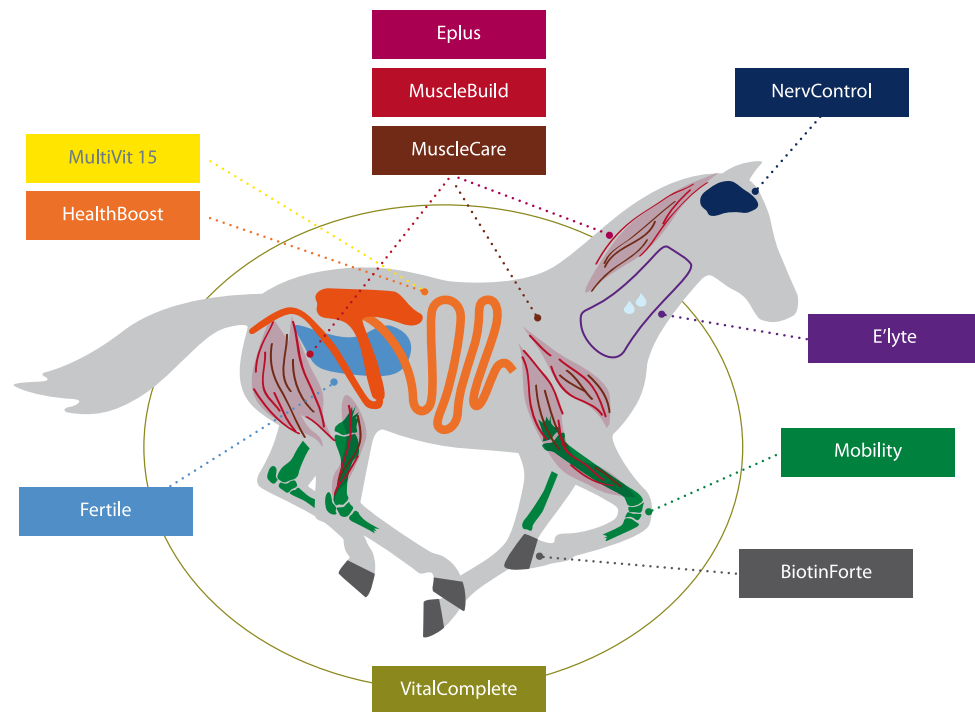 Eplus
MuscleBuild
NervControl
MuscleCare
MultiVit 15
HealthBoost
E'lyte
Mobility
Fertile
BiotinForte
VitalComplete